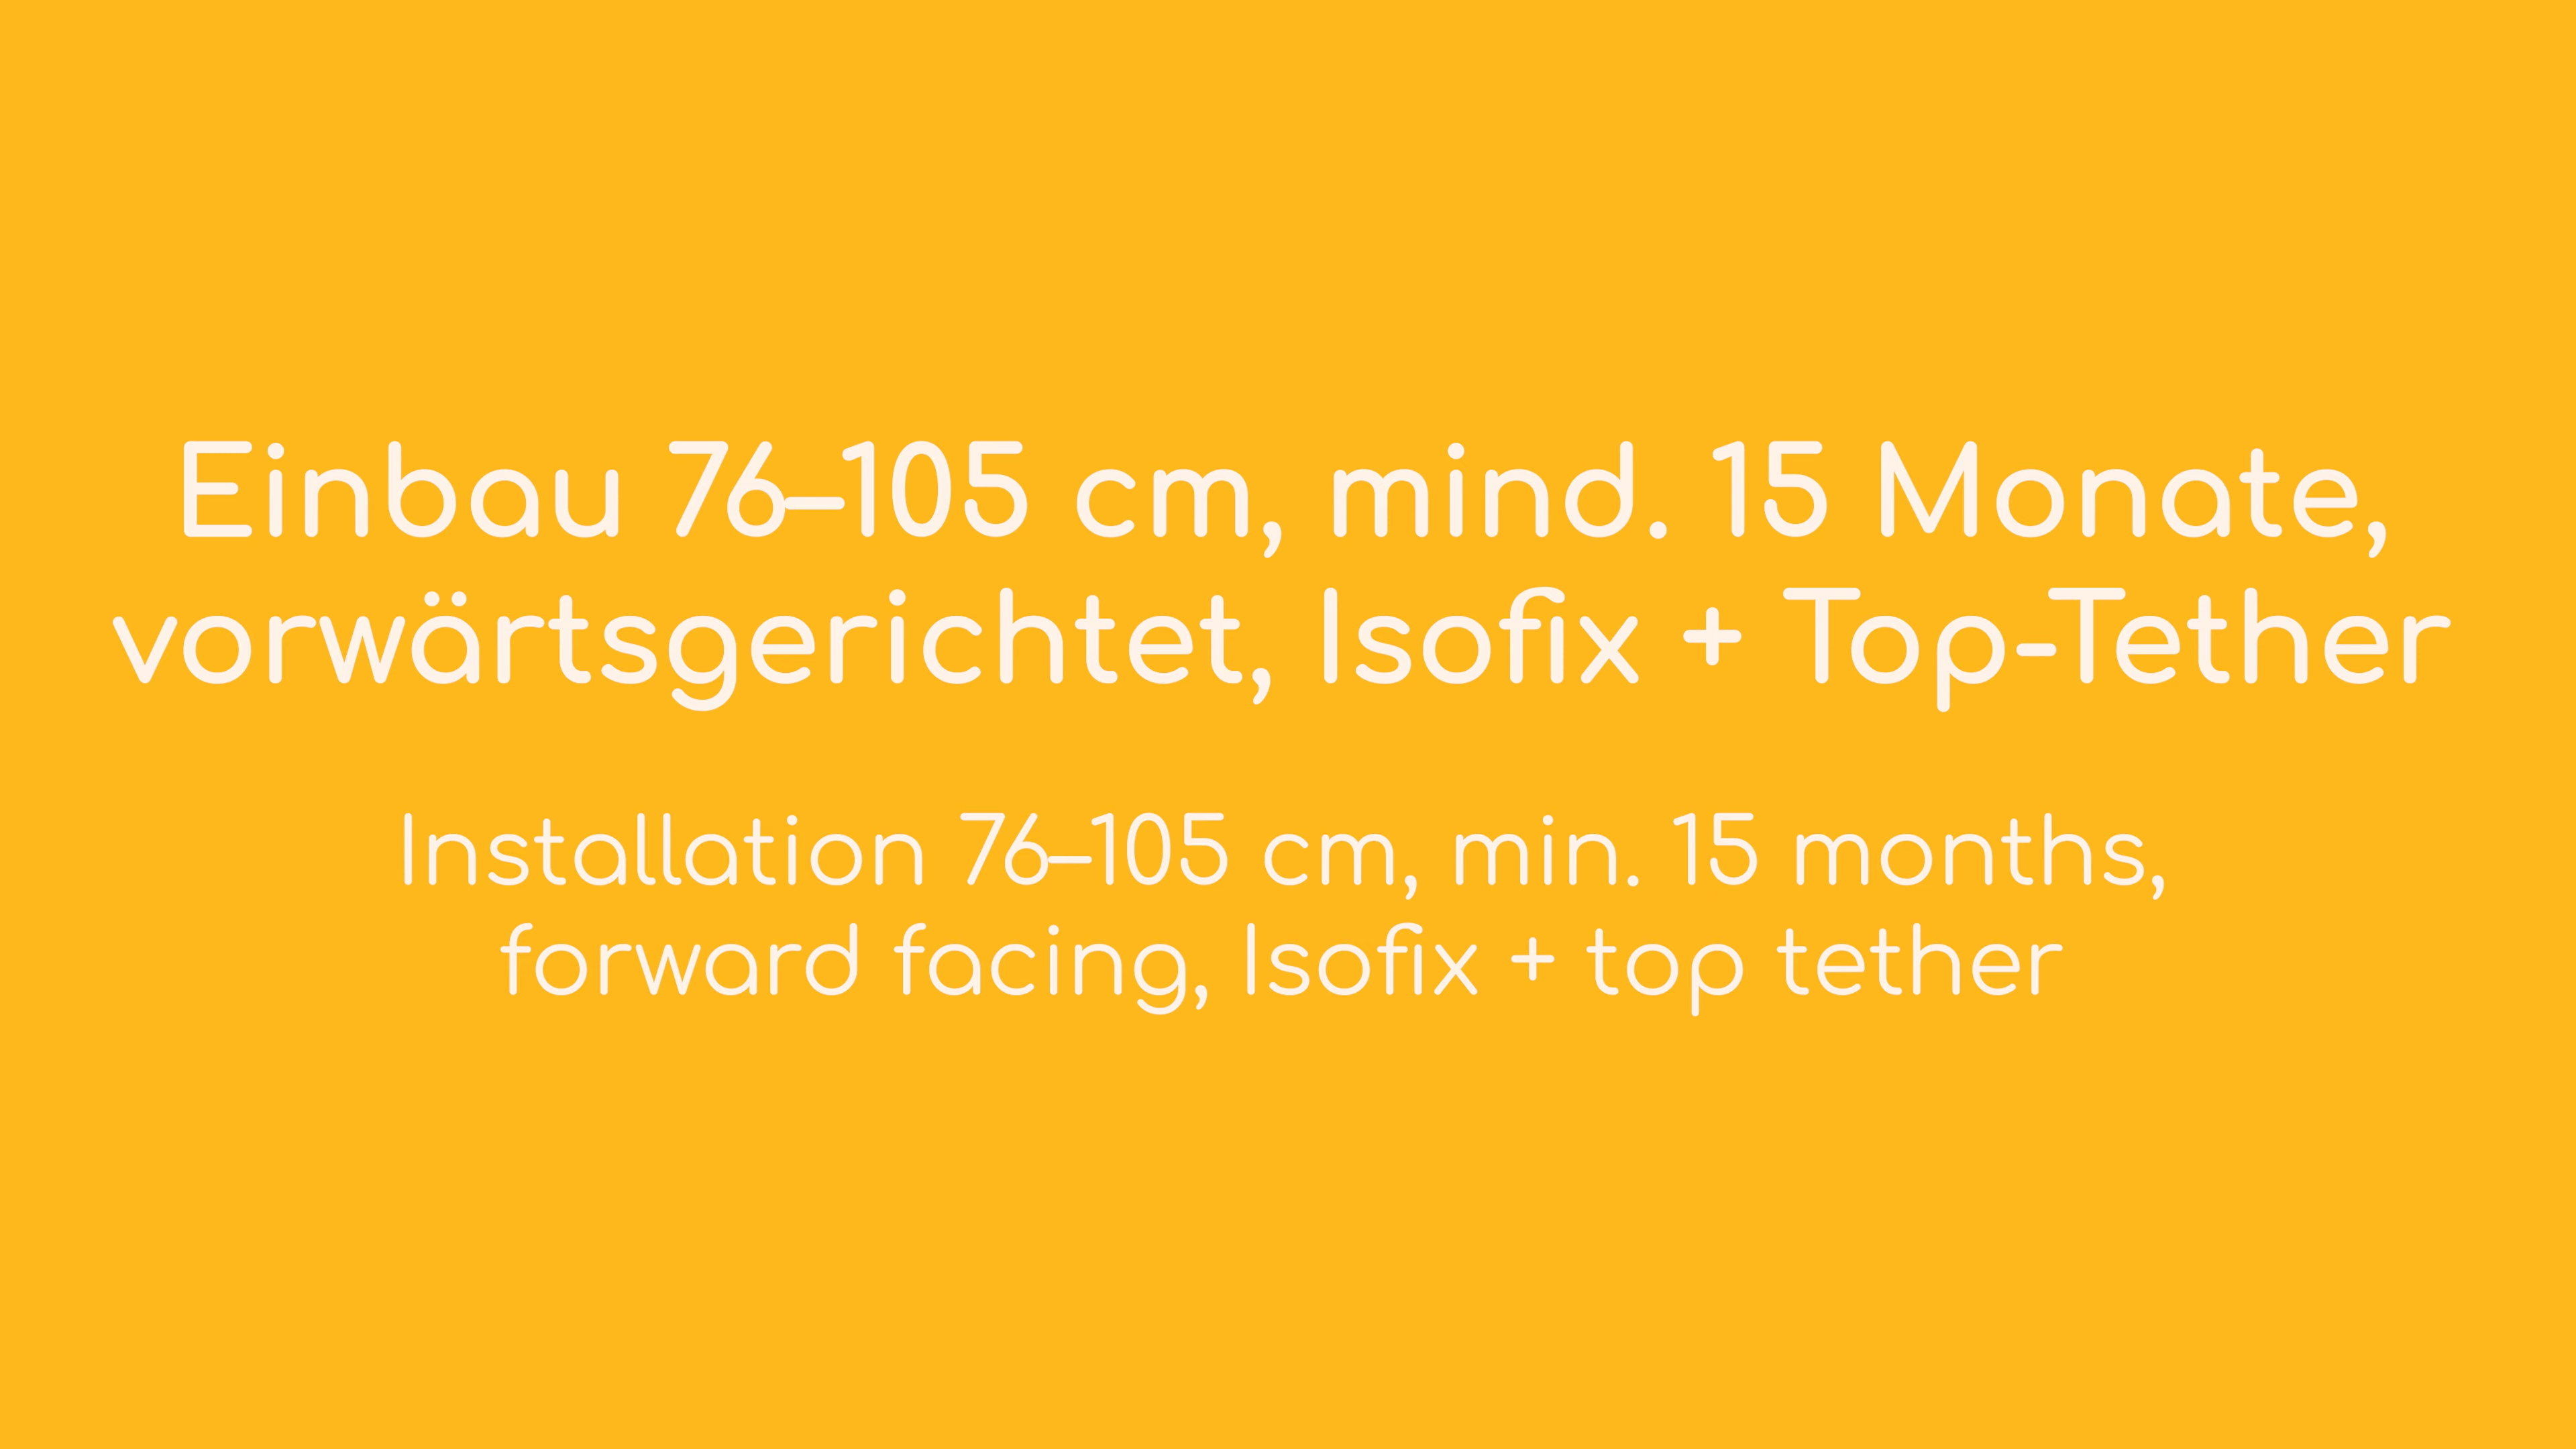 Einbau 76–105 cm, mind. 15 Monate,
vorwärtsgerichtet, Isofix + Top-Tether
Installation 76–105 cm, min. 15 months,
forward facing, Isofix + top tether